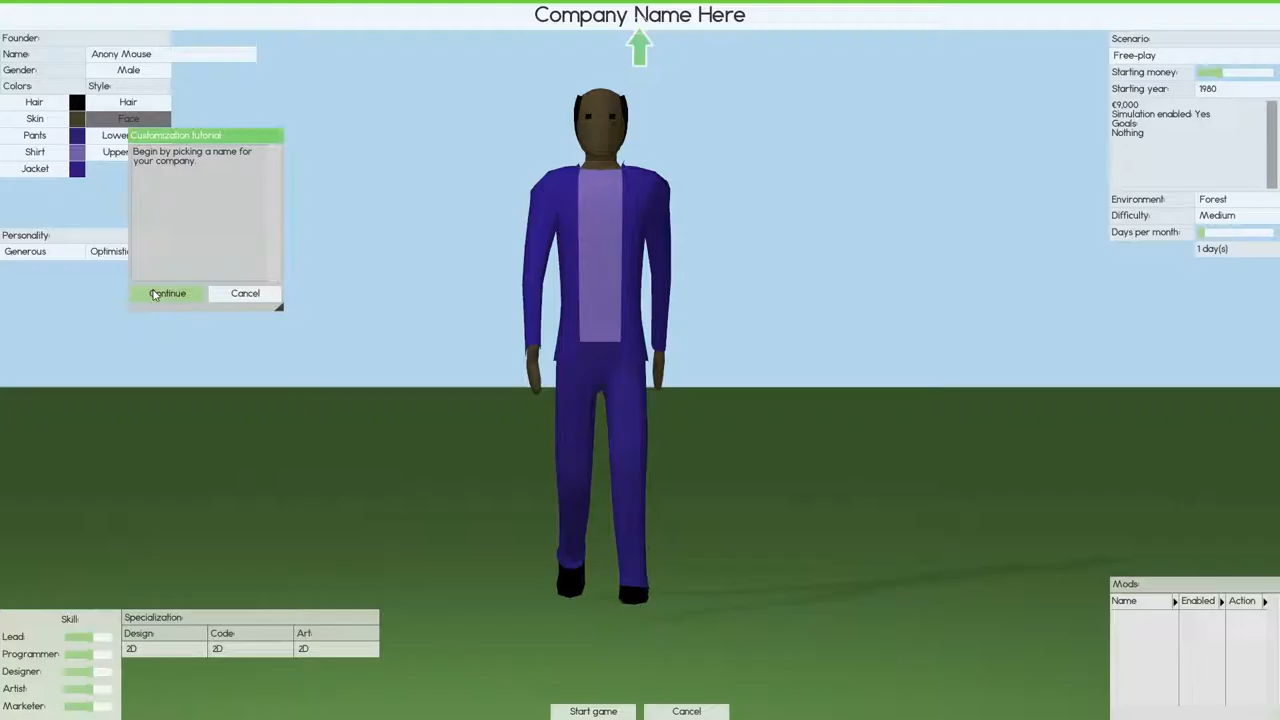 Company Name Here
Founder:
Name: Anony Mouse
Gender: Male
Colors: Style:
Hair Hair
Skin Face
Pants
Shirt
Jacket
Customization tutorial
Begin by picking a name for
your company.
Continue Cancel
Personality:
Generous
Scenario:
Free-play
Starting money:
Starting year: 1980
€9,000
Simulation enabled: Yes
Goals:
Nothing
Environment: Forest
Difficulty: Medium
Days per month:
1 day(s)
Skill:
Lead:
Programmer:
Designer:
Artist:
Marketer:
Specialization:
Design: Code: Art:
2D 2D 2D
Mods:
Name Enabled Action
Start game Cancel